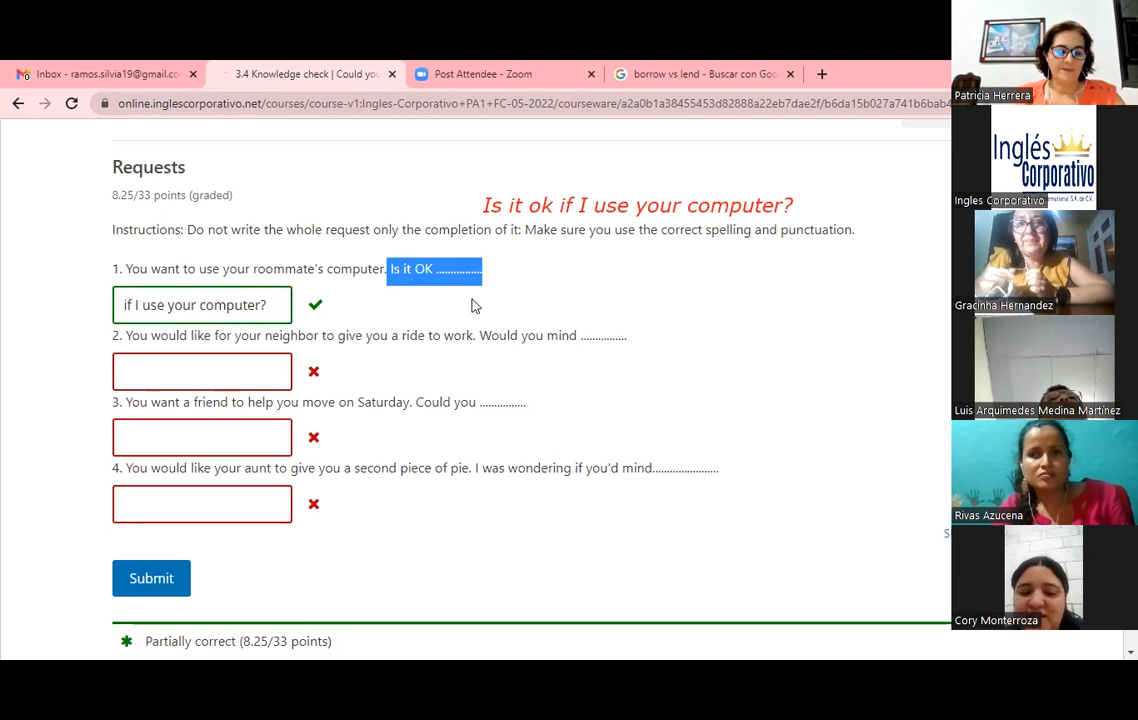 Inbox - ramos.silvia19@gmail.co
3.4 Knowledge check | Could you
Post Attendee - Zoom
borrow vs lend - Buscar con Goo
online.inglescorporativo.net/courses/course-v1:Ingles-Corporativo+PA1+FC-05-2022/courseware/a2a0b1a38455453d82888a22eb7dae2f/b6da15b027a741b6bab4
Requests
8.25/33 points (graded)
Is it ok if I use your computer?
Instructions: Do not write the whole request only the completion of it: Make sure you use the correct spelling and punctuation.
1. You want to use your roommate's computer. Is it OK ................
if I use your computer?
2. You would like for your neighbor to give you a ride to work. Would you mind ................
3. You want a friend to help you move on Saturday. Could you ................
4. You would like your aunt to give you a second piece of pie. I was wondering if you'd mind.......................
S
Submit
Partially correct (8.25/33 points)
Patricia Herrera
Inglés
Corporativo
International, S.A. de C.V.
Ingles Corporativo
Gracinha Hernandez
Luis Arquimedes Medina Martínez
Rivas Azucena
Cory Monterroza